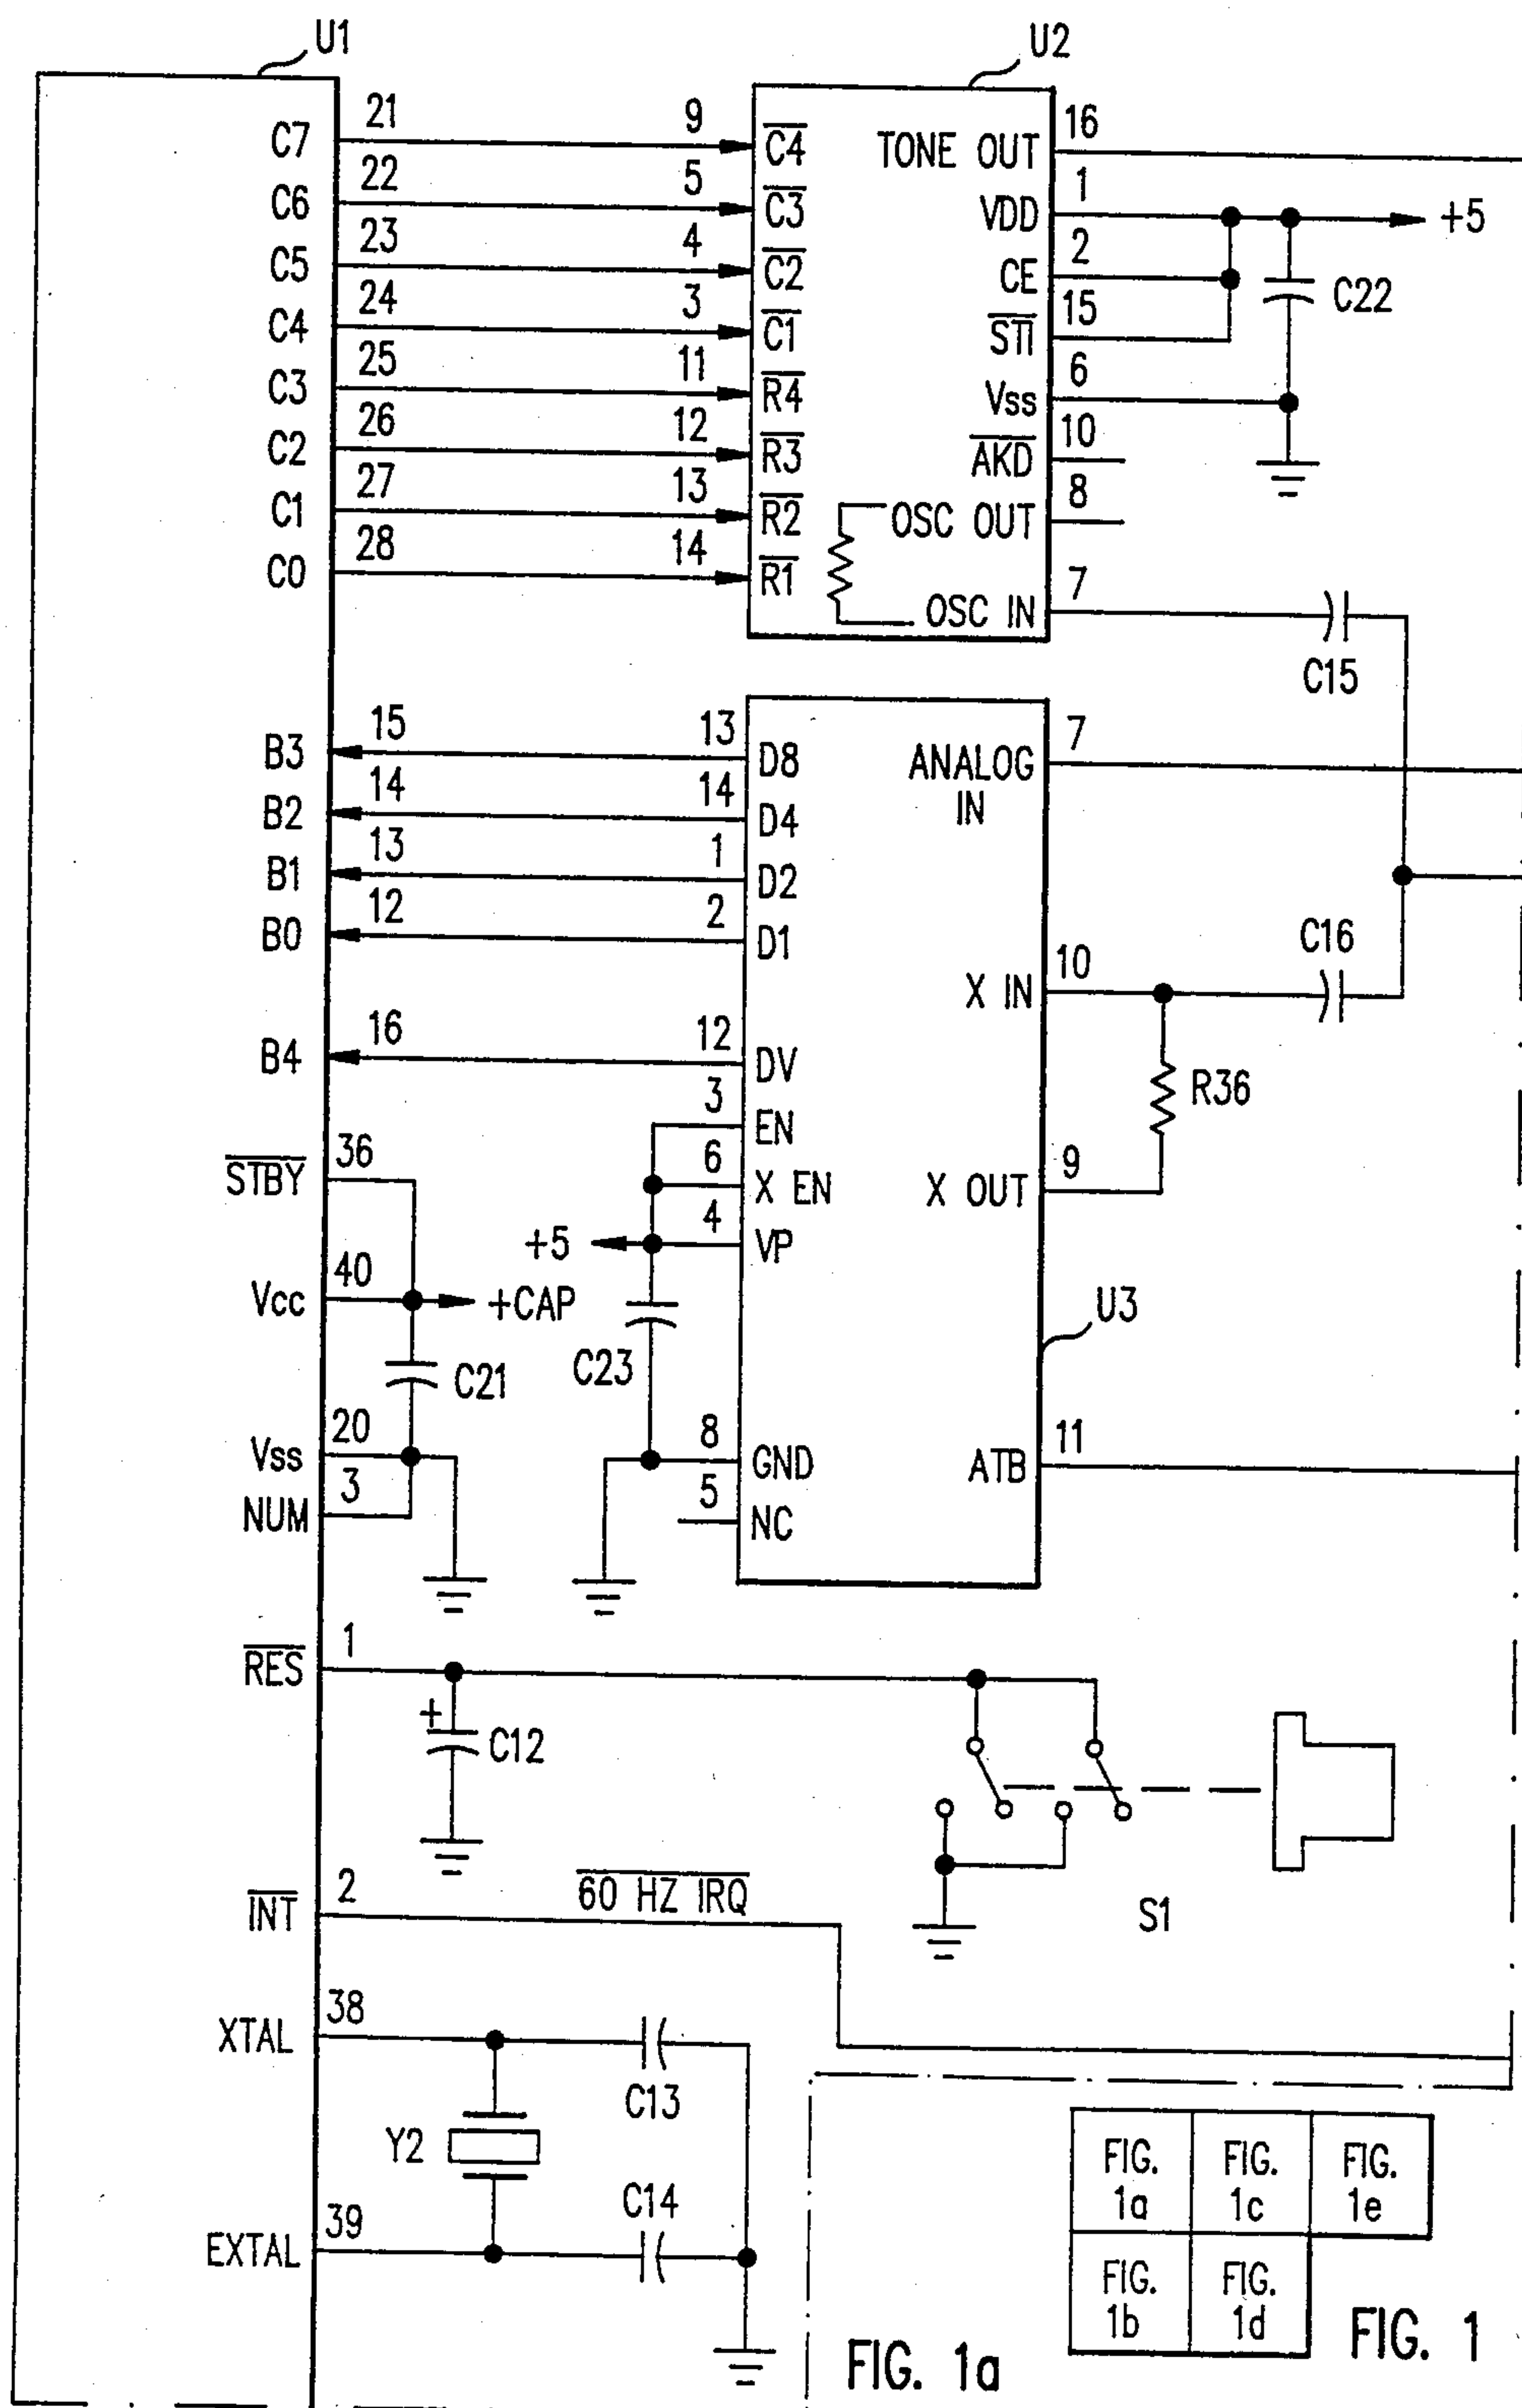 U1
U2
C7 21 9 C4 TONE OUT 16
C6 22 5 C3 VDD 1 +5
C5 23 4 C2 CE 2 C22
C4 24 3 C1 STI 15
C3 25 11 R4 Vss 6
C2 26 12 R3 AKD 10
C1 27 13 R2 OSC OUT 8
C0 28 14 R1 OSC IN 7
C15
B3 15 13 D8 ANALOG IN 7
B2 14 14 D4
B1 13 1 D2
B0 12 2 D1
C16
X IN 10
B4 16 12 DV
R36
3 EN
STBY 36 6 X EN X OUT 9
+5 4 VP
Vcc 40 +CAP
U3
C21 C23
Vss 20 8 GND ATB 11
NUM 3 5 NC
RES 1
+ C12
INT 2 60 HZ IRQ
S1
XTAL 38
C13
Y2
C14
EXTAL 39
FIG. 1a FIG. 1c FIG. 1e
FIG. 1b FIG. 1d
FIG. 1
FIG. 1a